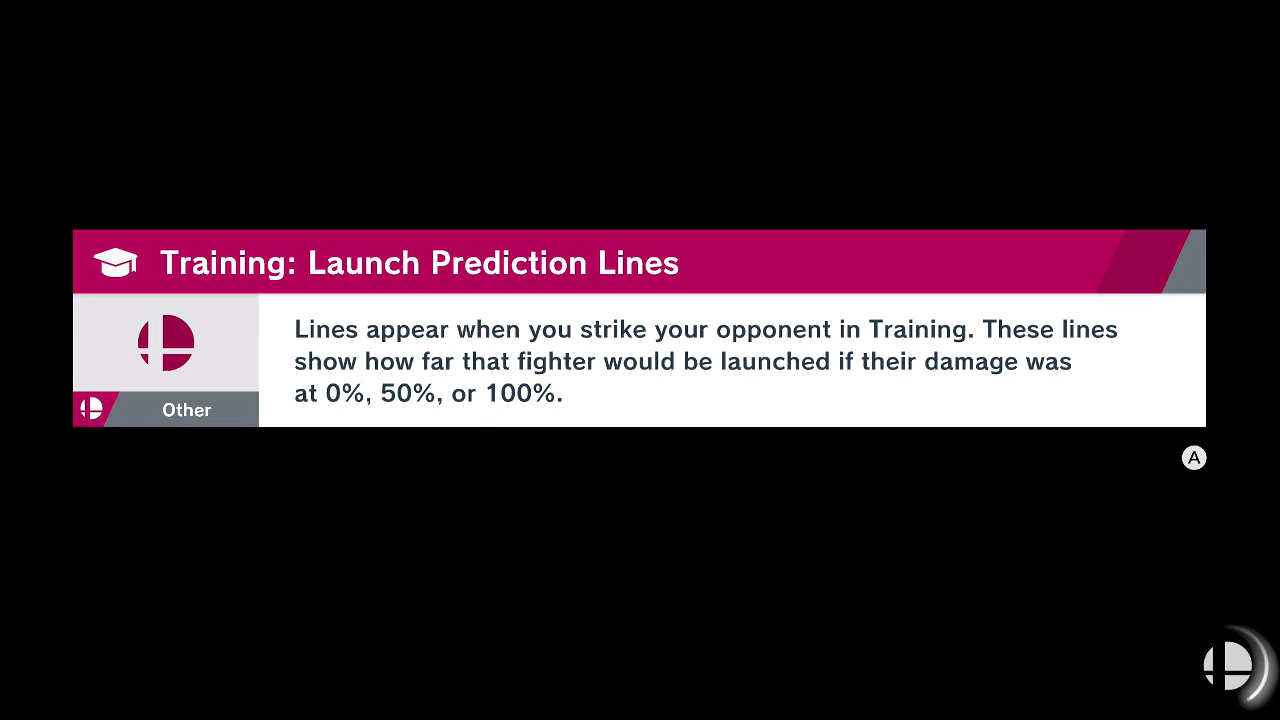 Training: Launch Prediction Lines
Lines appear when you strike your opponent in Training. These lines
show how far that fighter would be launched if their damage was
at 0%, 50%, or 100%.
Other
A